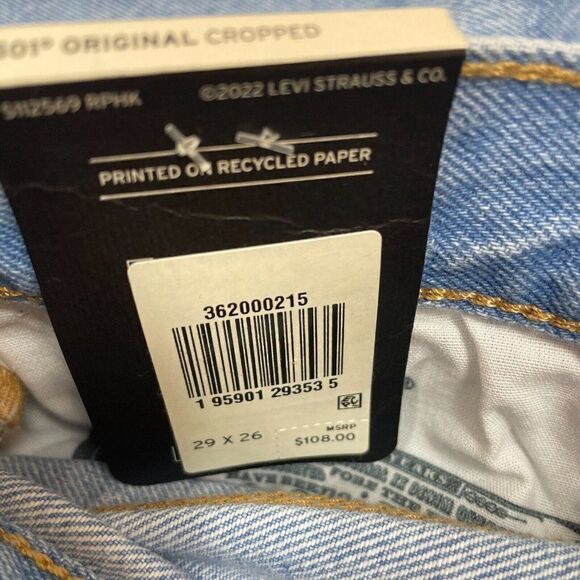 501® ORIGINAL CROPPED
S112569 RPHK
©2022 LEVI STRAUSS & CO.
PRINTED ON RECYCLED PAPER
362000215
1 95901 29353 5
29 X 26
MSRP
$108.00